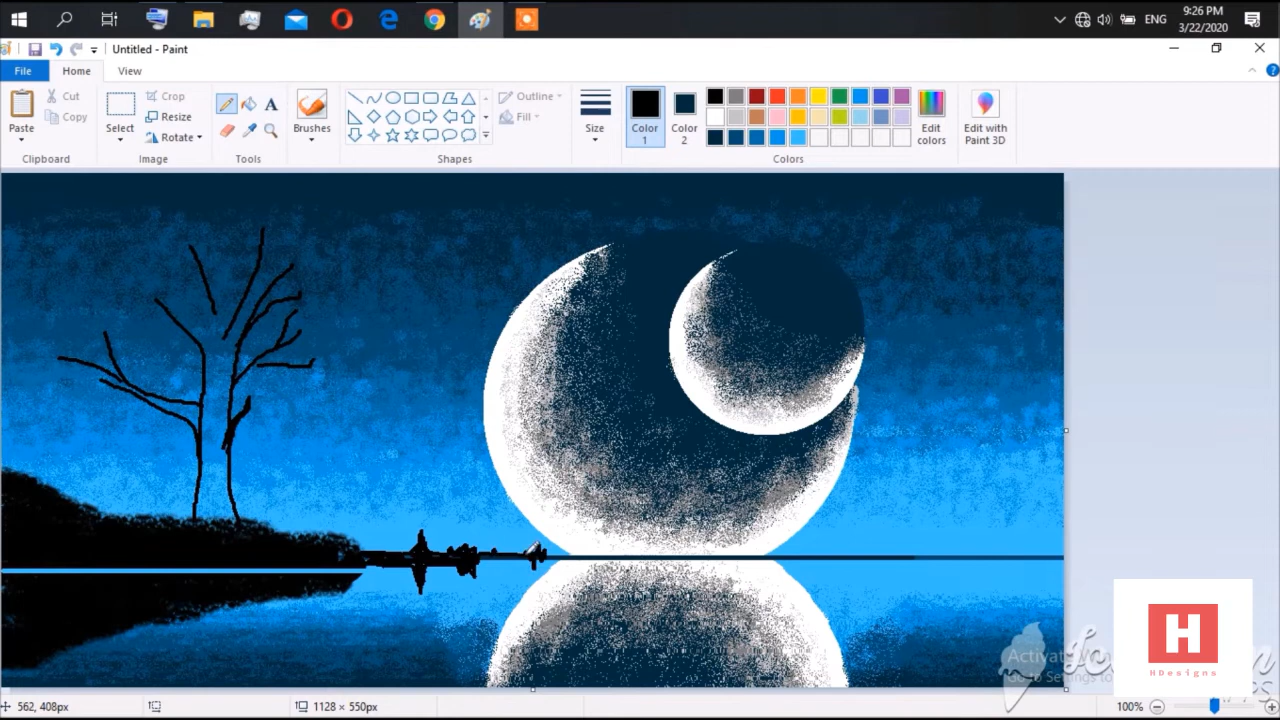 ENG
9:26 PM
3/22/2020
Untitled - Paint
File
Home
View
Cut
Copy
Paste
Clipboard
Select
Crop
Resize
Rotate
Image
A
Tools
Brushes
Outline
Fill
Shapes
Size
Color
1
Color
2
Edit
colors
Edit with
Paint 3D
Colors
H
HDesigns
562, 408px
1128 × 550px
100%